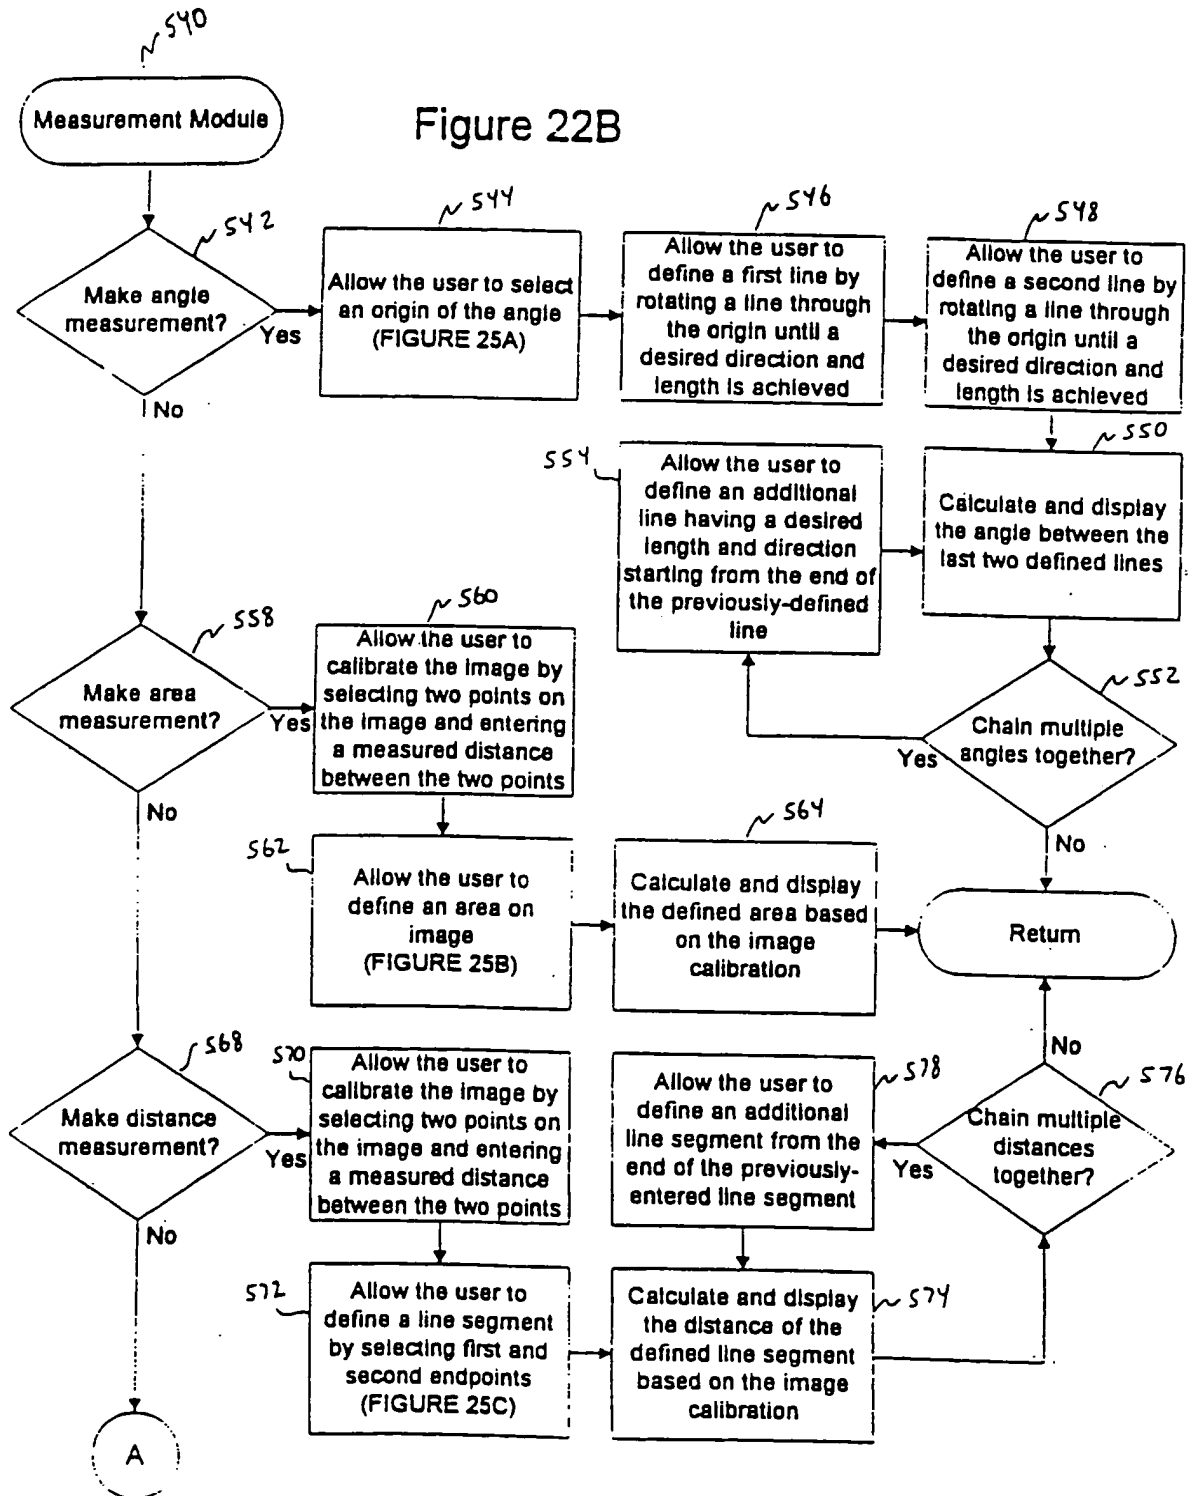 540
Measurement Module
Figure 22B
542
Make angle
measurement?
Yes
No
544
Allow the user to select
an origin of the angle
(FIGURE 25A)
546
Allow the user to
define a first line by
rotating a line through
the origin until a
desired direction and
length is achieved
548
Allow the user to
define a second line by
rotating a line through
the origin until a
desired direction and
length is achieved
550
Calculate and display
the angle between the
last two defined lines
554
Allow the user to
define an additional
line having a desired
length and direction
starting from the end of
the previously-defined
line
552
Chain multiple
angles together?
Yes
No
558
Make area
measurement?
Yes
No
560
Allow the user to
calibrate the image by
selecting two points on
the image and entering
a measured distance
between the two points
562
Allow the user to
define an area on
image
(FIGURE 25B)
564
Calculate and display
the defined area based
on the image
calibration
Return
568
Make distance
measurement?
Yes
No
570
Allow the user to
calibrate the image by
selecting two points on
the image and entering
a measured distance
between the two points
572
Allow the user to
define a line segment
by selecting first and
second endpoints
(FIGURE 25C)
578
Allow the user to
define an additional
line segment from the
end of the previously-
entered line segment
574
Calculate and display
the distance of the
defined line segment
based on the image
calibration
No
576
Chain multiple
distances
together?
Yes
A